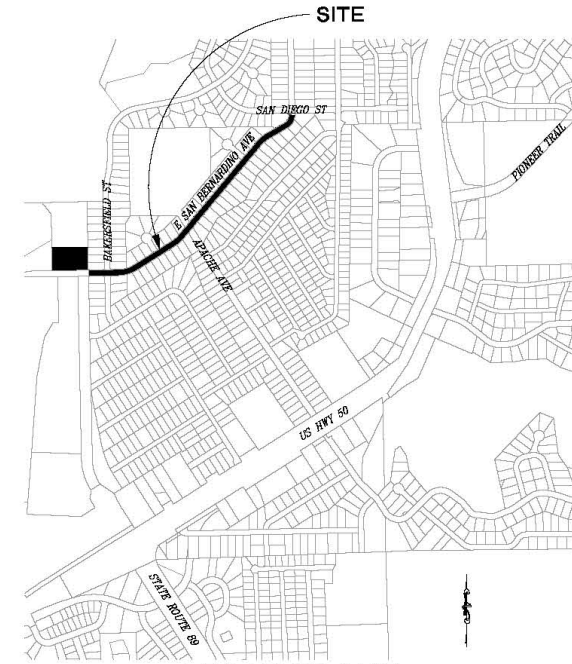 SITE
SAN DIEGO ST
E SAN BERNARDINO AVE
PIONEER TRAIL
BAKERSFIELD ST
APACHE AVE
US HWY 50
STATE ROUTE 89